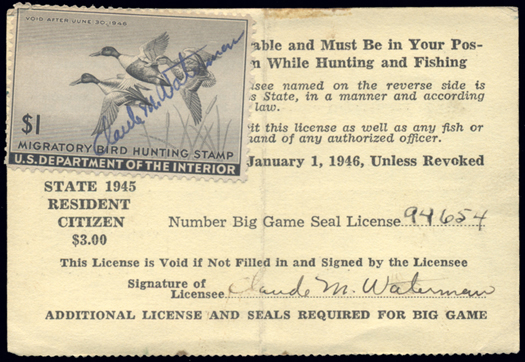 VOID AFTER JUNE 30, 1946
$1
MIGRATORY BIRD HUNTING STAMP
U.S. DEPARTMENT OF THE INTERIOR
Claude M. Waterman
able and Must Be in Your Pos-
n While Hunting and Fishing
see named on the reverse side is
s State, in a manner and according
law.
it this license as well as any fish or
hand of any authorized officer.
January 1, 1946, Unless Revoked
STATE 1945
RESIDENT
CITIZEN
$3.00
Number Big Game Seal License 94654
This License is Void if Not Filled in and Signed by the Licensee
Signature of
Licensee Claude M. Waterman
ADDITIONAL LICENSE AND SEALS REQUIRED FOR BIG GAME